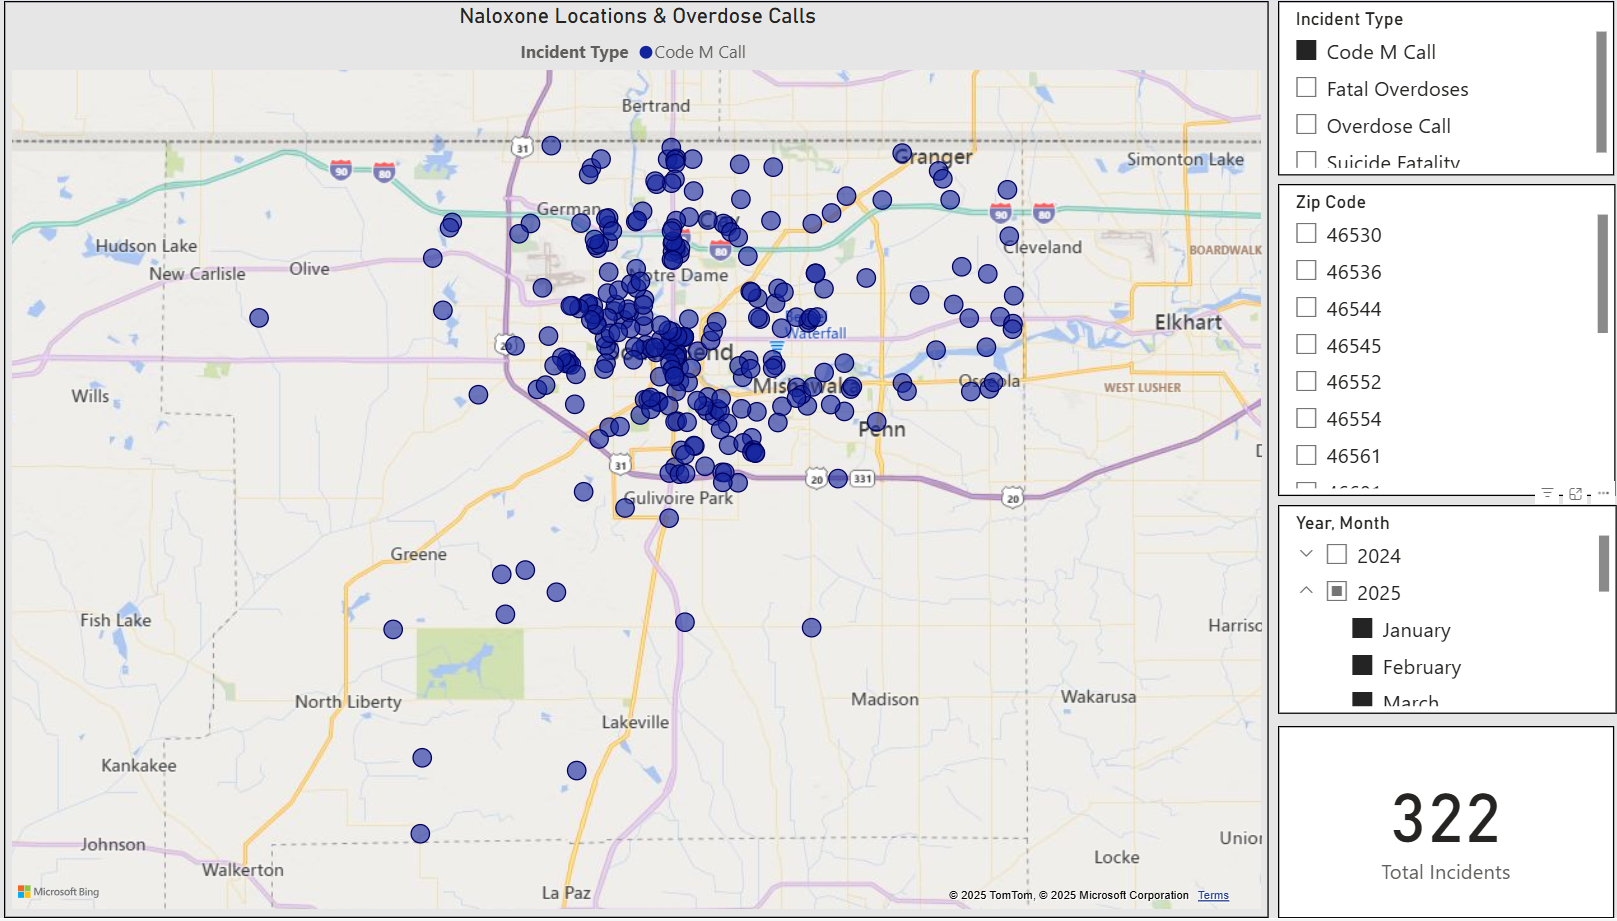 Naloxone Locations & Overdose Calls
Incident Type Code M Call
Bertrand
31
Granger
Simonton Lake
90
80
German
90
80
Hudson Lake
80
Cleveland
BOARDWALK
New Carlisle
Olive
Notre Dame
Elkhart
Waterfall
20
Mishawaka
Osceola
WEST LUSHER
Wills
Penn
31
20
331
20
Gulivoire Park
Greene
Fish Lake
Harriso
North Liberty
Madison
Wakarusa
Lakeville
Kankakee
Johnson
Union
Locke
Walkerton
La Paz
Microsoft Bing
© 2025 TomTom, © 2025 Microsoft Corporation Terms
Incident Type
Code M Call
Fatal Overdoses
Overdose Call
Suicide Fatality
Zip Code
46530
46536
46544
46545
46552
46554
46561
Year, Month
2024
2025
January
February
March
322
Total Incidents